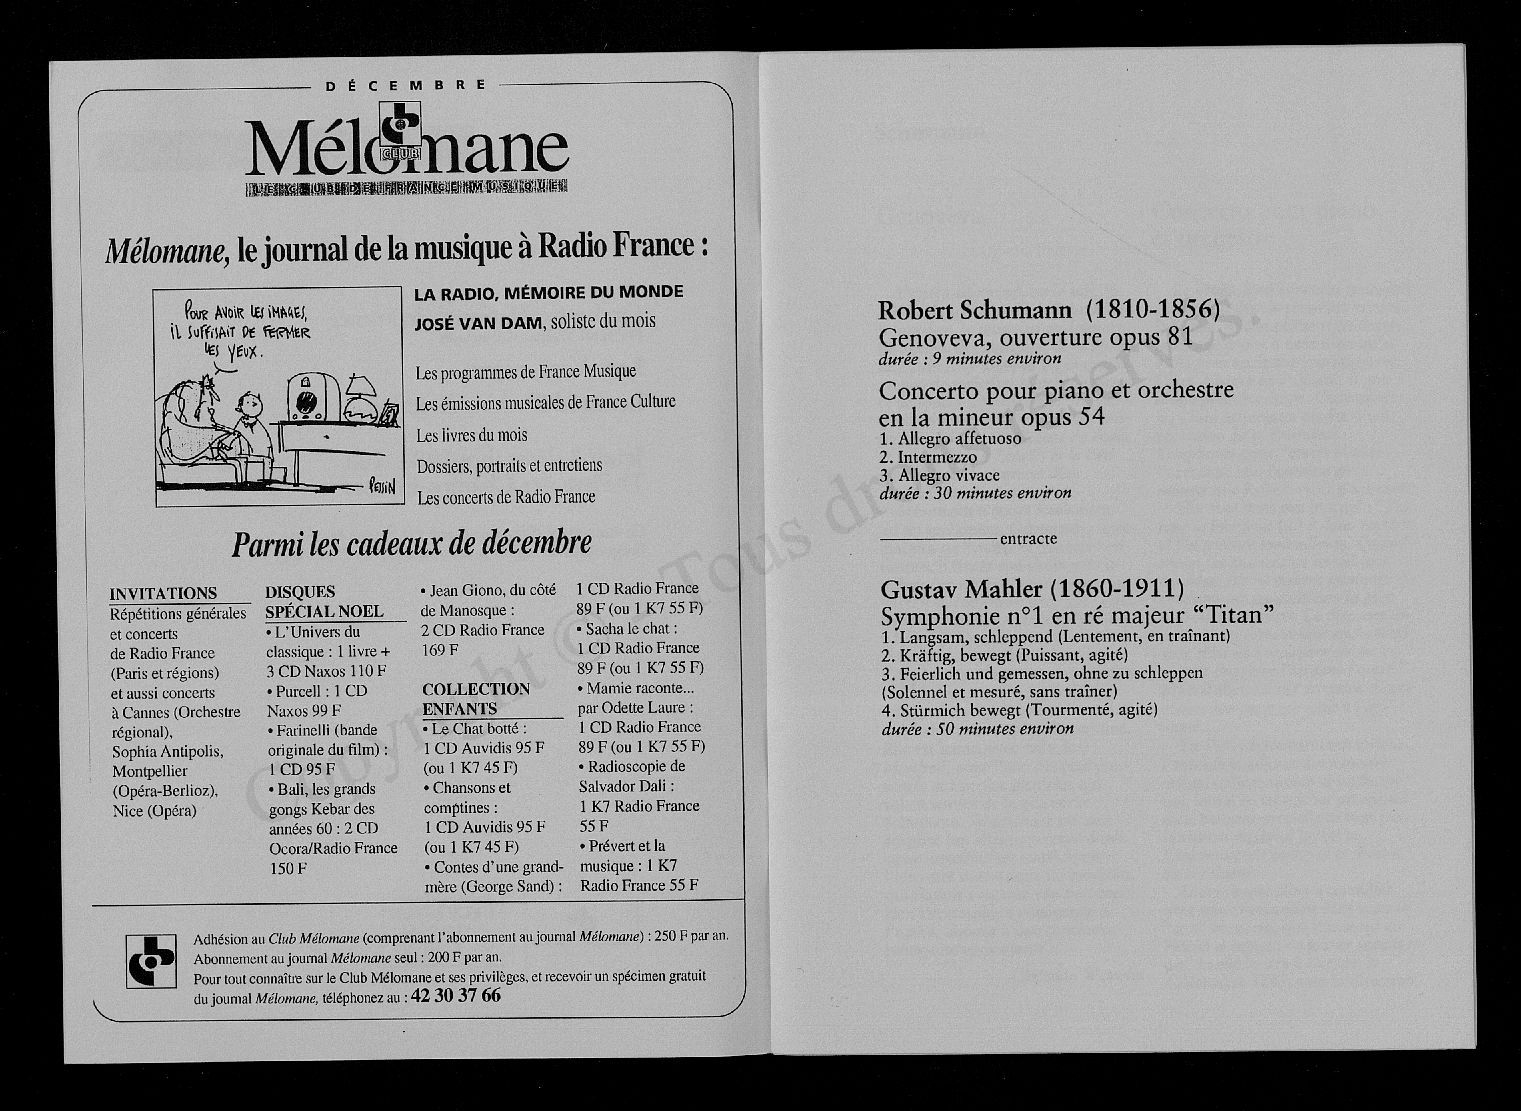 DÉCEMBRE
Mélomane
CLUB
Mélomane, le journal de la musique à Radio France :
POUR AVOIR LES IMAGES,
IL SUFFISAIT DE FERMER
LES YEUX.
PESSIN
LA RADIO, MÉMOIRE DU MONDE
JOSÉ VAN DAM, soliste du mois
Les programmes de France Musique
Les émissions musicales de France Culture
Les livres du mois
Dossiers, portraits et entretiens
Les concerts de Radio France
Parmi les cadeaux de décembre
INVITATIONS
Répétitions générales
et concerts
de Radio France
(Paris et régions)
et aussi concerts
à Cannes (Orchestre
régional),
Sophia Antipolis,
Montpellier
(Opéra-Berlioz),
Nice (Opéra)
DISQUES
SPÉCIAL NOEL
• L'Univers du
classique : 1 livre +
3 CD Naxos 110 F
• Purcell : 1 CD
Naxos 99 F
• Farinelli (bande
originale du film) :
1 CD 95 F
• Bali, les grands
gongs Kebar des
années 60 : 2 CD
Ocora/Radio France
150 F
• Jean Giono, du côté
de Manosque :
2 CD Radio France
169 F
COLLECTION
ENFANTS
• Le Chat botté :
1 CD Auvidis 95 F
(ou 1 K7 45 F)
• Chansons et
comptines :
1 CD Auvidis 95 F
(ou 1 K7 45 F)
• Contes d'une grand-
mère (George Sand) :
1 CD Radio France
89 F (ou 1 K7 55 F)
• Sacha le chat :
1 CD Radio France
89 F (ou 1 K7 55 F)
• Mamie raconte...
par Odette Laure :
1 CD Radio France
89 F (ou 1 K7 55 F)
• Radioscopie de
Salvador Dali :
1 K7 Radio France
55 F
• Prévert et la
musique : 1 K7
Radio France 55 F
Adhésion au Club Mélomane (comprenant l'abonnement au journal Mélomane) : 250 F par an.
Abonnement au journal Mélomane seul : 200 F par an.
Pour tout connaître sur le Club Mélomane et ses privilèges, et recevoir un spécimen gratuit
du journal Mélomane, téléphonez au : 42 30 37 66
Robert Schumann (1810-1856)
Genoveva, ouverture opus 81
durée : 9 minutes environ
Concerto pour piano et orchestre
en la mineur opus 54
1. Allegro affetuoso
2. Intermezzo
3. Allegro vivace
durée : 30 minutes environ
entracte
Gustav Mahler (1860-1911)
Symphonie n°1 en ré majeur “Titan”
1. Langsam, schleppend (Lentement, en traînant)
2. Kräftig, bewegt (Puissant, agité)
3. Feierlich und gemessen, ohne zu schleppen
(Solennel et mesuré, sans traîner)
4. Stürmich bewegt (Tourmenté, agité)
durée : 50 minutes environ
Copyright © Tous droits réservés.